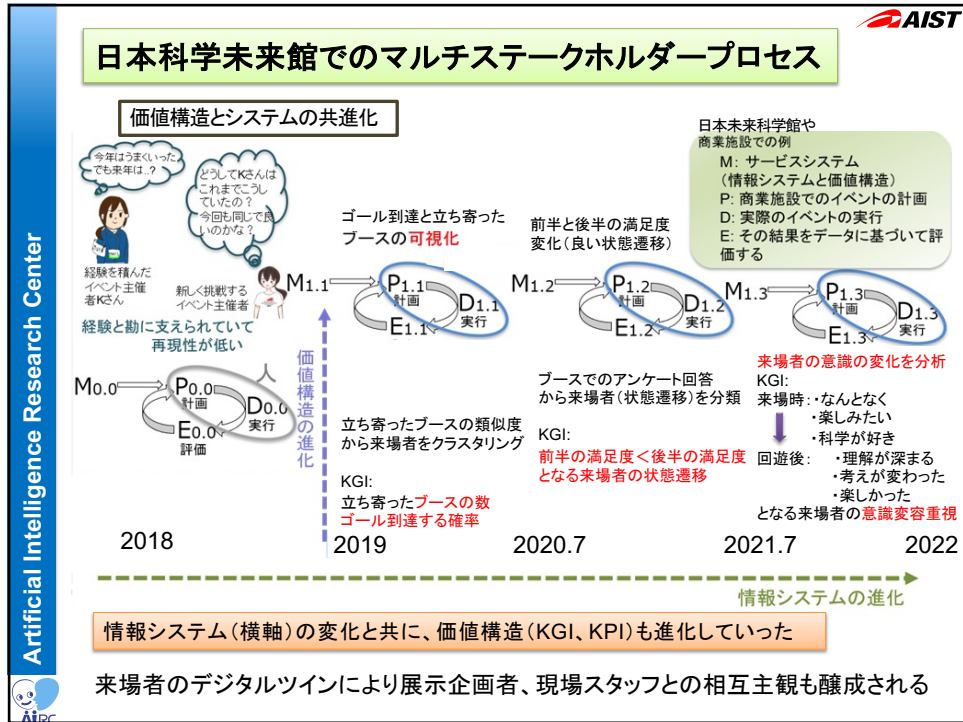 AIST
日本科学未来館でのマルチステークホルダープロセス
価値構造とシステムの共進化
今年はうまくいった
でも来年は..?
どうしてKさんは
これまでこうし
ていたの?
今回も同じで良
いのかな?
経験を積んだ
イベント主催
者Kさん
新しく挑戦する
イベント主催者
経験と勘に支えられていて
再現性が低い
M0.0
P0.0
計画
人
D0.0
実行
E0.0
評価
2018
価値構造の進化
ゴール到達と立ち寄った
ブースの可視化
M1.1
P1.1
計画
D1.1
実行
E1.1
立ち寄ったブースの類似度
から来場者をクラスタリング
KGI:
立ち寄ったブースの数
ゴール到達する確率
2019
前半と後半の満足度
変化(良い状態遷移)
M1.2
P1.2
計画
D1.2
実行
E1.2
ブースでのアンケート回答
から来場者(状態遷移)を分類
KGI:
前半の満足度<後半の満足度
となる来場者の状態遷移
2020.7
日本未来科学館や
商業施設での例
M: サービスシステム
(情報システムと価値構造)
P: 商業施設でのイベントの計画
D: 実際のイベントの実行
E: その結果をデータに基づいて評
価する
M1.3
P1.3
計画
D1.3
実行
E1.3
来場者の意識の変化を分析
KGI:
来場時:・なんとなく
・楽しみたい
・科学が好き
回遊後: ・理解が深まる
・考えが変わった
・楽しかった
となる来場者の意識変容重視
2021.7
2022
情報システムの進化
情報システム(横軸)の変化と共に、価値構造(KGI、KPI)も進化していった
来場者のデジタルツインにより展示企画者、現場スタッフとの相互主観も醸成される
Artificial Intelligence Research Center
AIRC